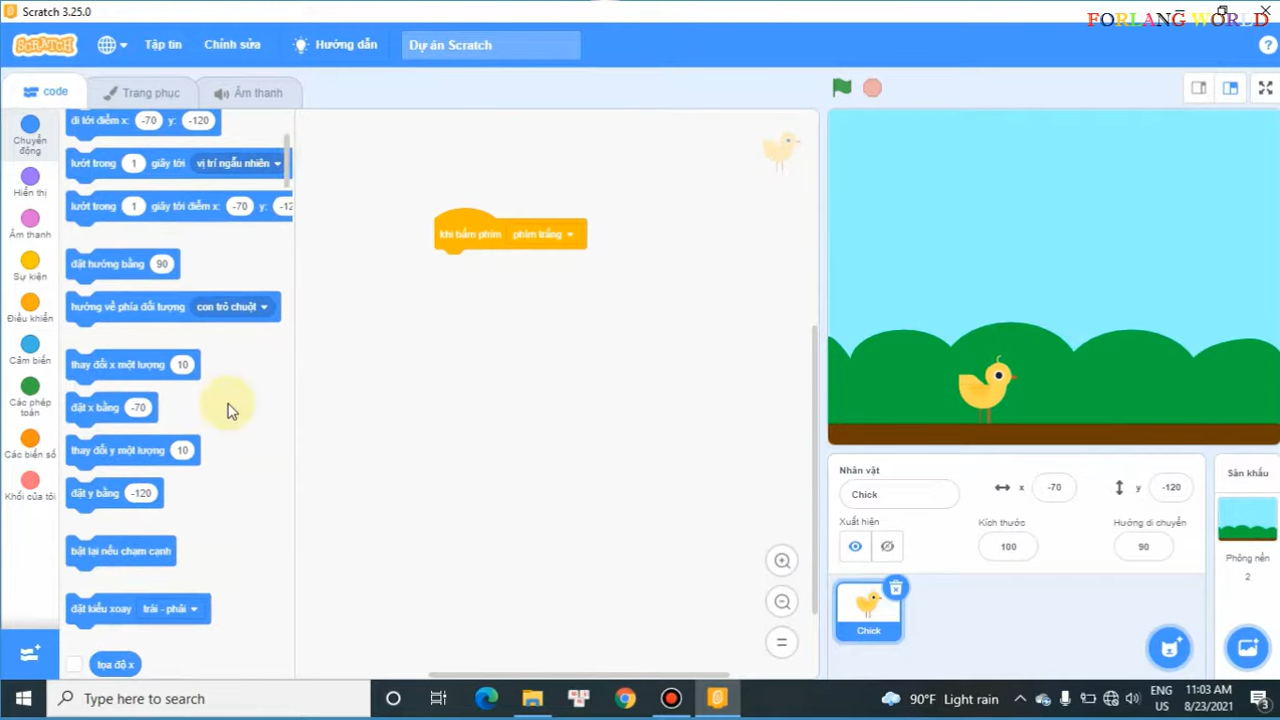 Scratch 3.25.0
FORLANG WORLD
SCRATCH
Tập tin
Chỉnh sửa
Hướng dẫn
Dự án Scratch
?
code
Trang phục
Âm thanh
Chuyển động
Hiển thị
Âm thanh
Sự kiện
Điều khiển
Cảm biến
Các phép toán
Các biến số
Khối của tôi
đi tới điểm x: -70 y: -120
lướt trong 1 giây tới vị trí ngẫu nhiên
lướt trong 1 giây tới điểm x: -70 y: -12
đặt hướng bằng 90
hướng về phía đối tượng con trỏ chuột
thay đổi x một lượng 10
đặt x bằng -70
thay đổi y một lượng 10
đặt y bằng -120
bật lại nếu chạm cạnh
đặt kiểu xoay trái - phải
tọa độ x
khi bấm phím phím trắng
Nhân vật
Chick
x -70
y -120
Xuất hiện
Kích thước
100
Hướng di chuyển
90
Chick
Sân khấu
Phông nền
2
Type here to search
90°F Light rain
ENG
US
11:03 AM
8/23/2021
3